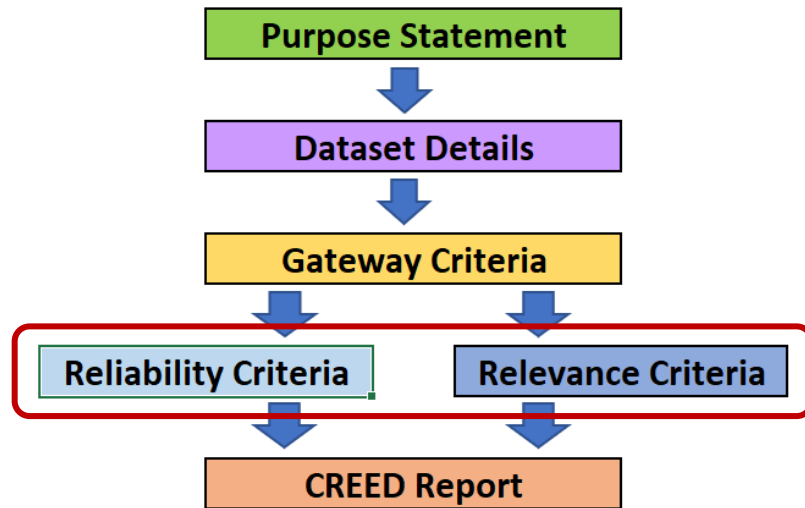 Purpose Statement
Dataset Details
Gateway Criteria
Reliability Criteria
Relevance Criteria
CREED Report